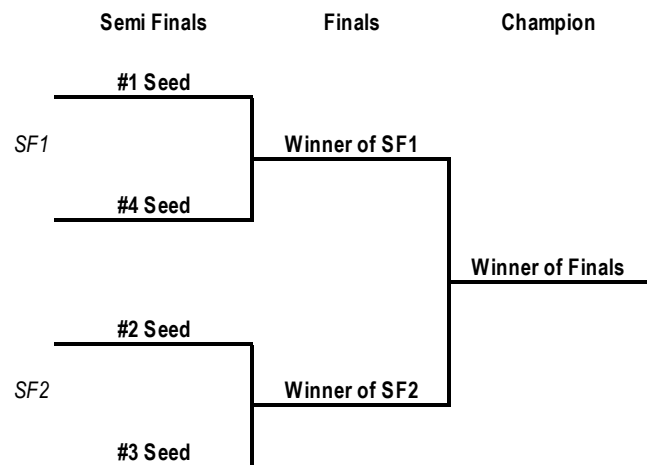 Semi Finals Finals Champion
#1 Seed
SF1
Winner of SF1
#4 Seed
Winner of Finals
#2 Seed
SF2
Winner of SF2
#3 Seed